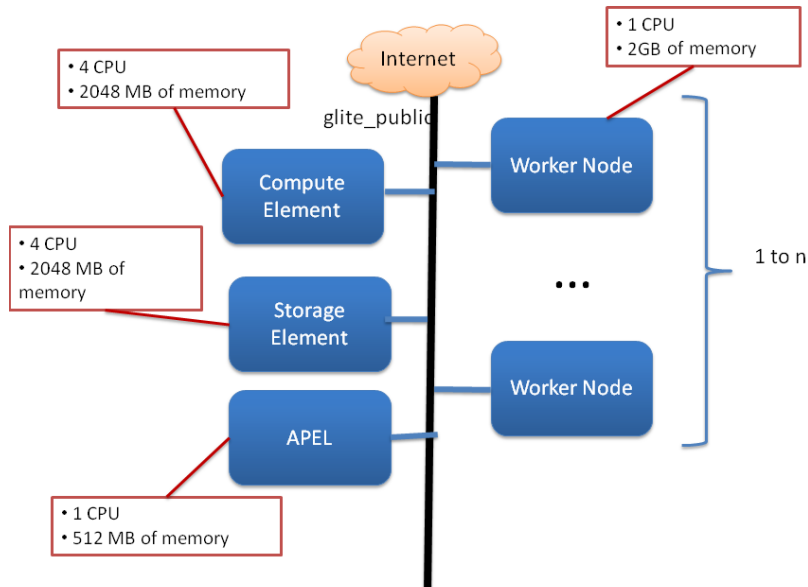 Internet
• 1 CPU
• 2GB of memory
• 4 CPU
• 2048 MB of memory
glite_public
Compute
Element
Worker Node
• 4 CPU
• 2048 MB of
memory
...
1 to n
Storage
Element
Worker Node
APEL
• 1 CPU
• 512 MB of memory